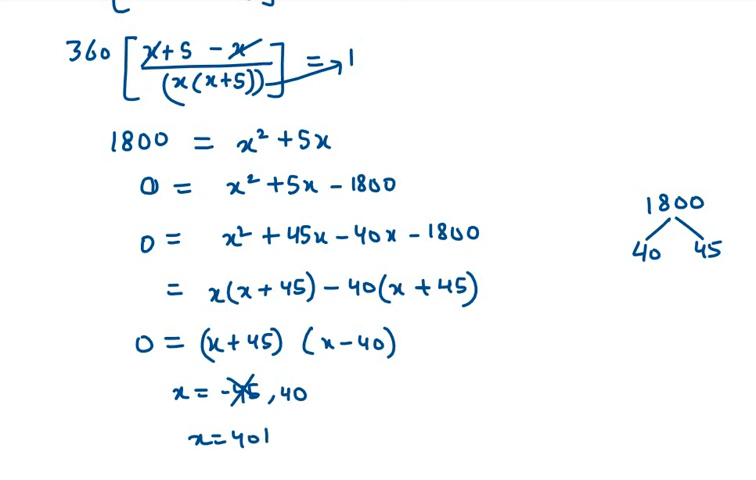 360 [ (x+5 - x) / (x(x+5)) ] = 1
1800 = x² + 5x
0 = x² + 5x - 1800
0 = x² + 45x - 40x - 1800
= x(x + 45) - 40(x + 45)
0 = (x+45) (x-40)
x = -45, 40
x = 40
1800
40 45